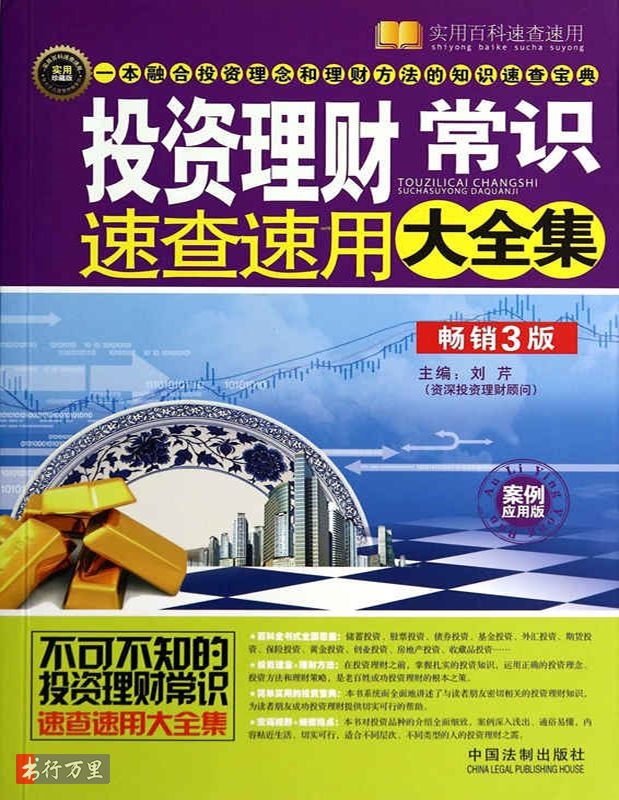 实用百科速查速用
shiyong baike sucha suyong
实用
珍藏版
一本融合投资理念和理财方法的知识速查宝典
投资理财 常识
TOUZILICAI CHANGSHI
SUCHASUYONG DAQUANJI
速查速用大全集
畅销3版
主编：刘 芹
（资深投资理财顾问）
案例
应用版
An Li Ying Yong Ban
不可不知的
投资理财常识
速查速用大全集
★百科全书式全面覆盖：储蓄投资、股票投资、债券投资、基金投资、外汇投资、期货投
资、保险投资、黄金投资、创业投资、房地产投资、收藏品投资……
★投资理念+理财方法：在投资理财之前，掌握扎实的投资知识，运用正确的投资理念、
投资方法和理财策略，是老百姓成功投资理财的根本之策。
★简单实用的投资宝典：本书系统而全面地讲述了与读者朋友密切相关的投资理财知识，
为读者朋友成功投资理财提供切实可行的帮助。
本书对投资品种的介绍全面细致，案例深入浅出、通俗易懂，内
容贴近生活、切实可行，适合不同层次、不同类型的人的投资理财之需。
中国法制出版社
CHINA LEGAL PUBLISHING HOUSE
书行万里